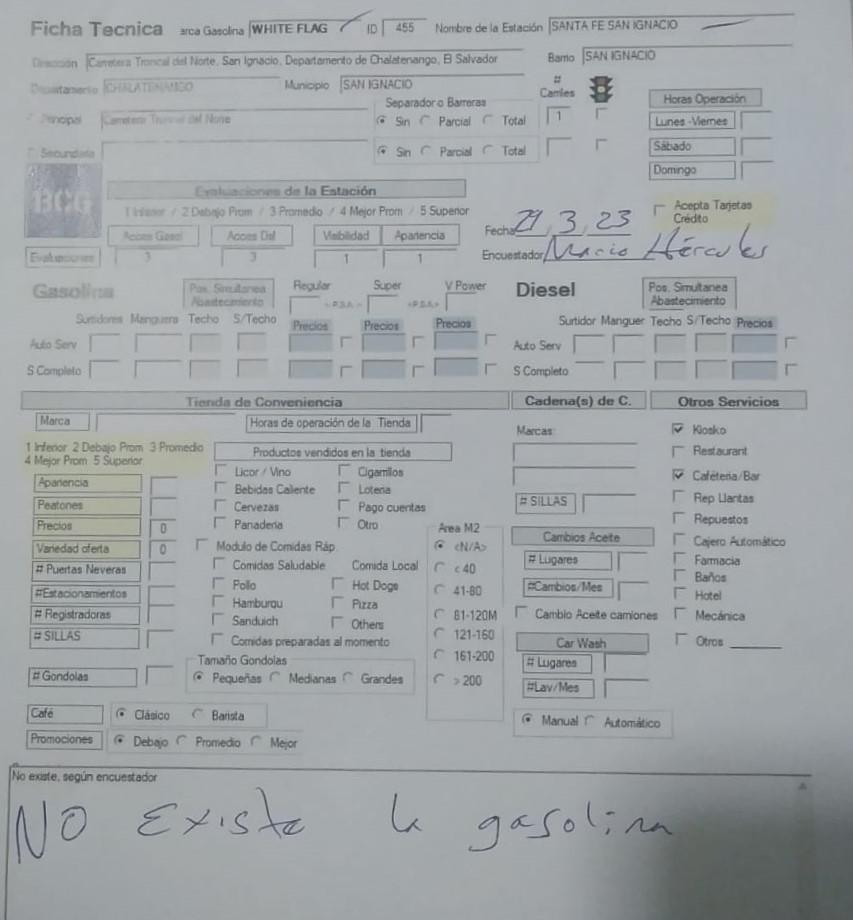 Ficha Tecnica arca Gasolina WHITE FLAG ID 455 Nombre de la Estación SANTA FE SAN IGNACIO
Dirección Carretera Troncal del Norte, San Ignacio, Departamento de Chalatenango, El Salvador Barrio SAN IGNACIO
Departamento CHALATENANGO Municipio SAN IGNACIO # Carriles
Separador o Barreras Horas Operación
Principal Carretera Troncal del Norte Sin Parcial Total 1 Lunes -Viernes
Secundaria Sin Parcial Total Sábado
Domingo
BCG Evaluaciones de la Estación
1 Inferior / 2 Debajo Prom / 3 Promedio / 4 Mejor Prom / 5 Superior
Acepta Tarjetas Crédito
Fecha 29, 3, 23
Acces Gasol Acces Dsl Visibilidad Apariencia
Encuestador Mario Hércules
Evaluaciones 3 3 1 1
Gasolina Pos. Simultanea Abastecimiento Regular <-P.S.A.-> Super <-P.S.A.> V Power Diesel Pos. Simultanea Abastecimiento
Surtidores Manguera Techo S/Techo Precios Precios Precios Surtidor Manguer Techo S/Techo Precios
Auto Serv Auto Serv
S Completo S Completo
Tienda de Conveniencia Cadena(s) de C. Otros Servicios
Marca Horas de operación de la Tienda
1 Inferior 2 Debajo Prom 3 Promedio
4 Mejor Prom 5 Superior
Apariencia
Peatones
Precios 0
Variedad oferta 0
# Puertas Neveras
#Estacionamientos
# Registradoras
# SILLAS
# Gondolas
Productos vendidos en la tienda
Licor / Vino Cigarrillos
Bebidas Caliente Loteria
Cervezas Pago cuentas
Panaderia Otro
Modulo de Comidas Ráp.
Comidas Saludable Comida Local
Pollo Hot Dogs
Hamburgu Pizza
Sanduich Others
Comidas preparadas al momento
Tamaño Gondolas
Pequeñas Medianas Grandes
Area M2
<N/A>
< 40
41-80
81-120M
121-160
161-200
> 200
Marcas:
# SILLAS
Cambios Aceite
# Lugares
#Cambios/Mes
Cambio Aceite camiones
Car Wash
# Lugares
#Lav/Mes
Manual Automático
Kiosko
Restaurant
Cafeteria/Bar
Rep Llantas
Repuestos
Cajero Automático
Farmacia
Baños
Hotel
Mecánica
Otros
Café Clásico Barista
Promociones Debajo Promedio Mejor
No existe, según encuestador
NO Existe la gasolina